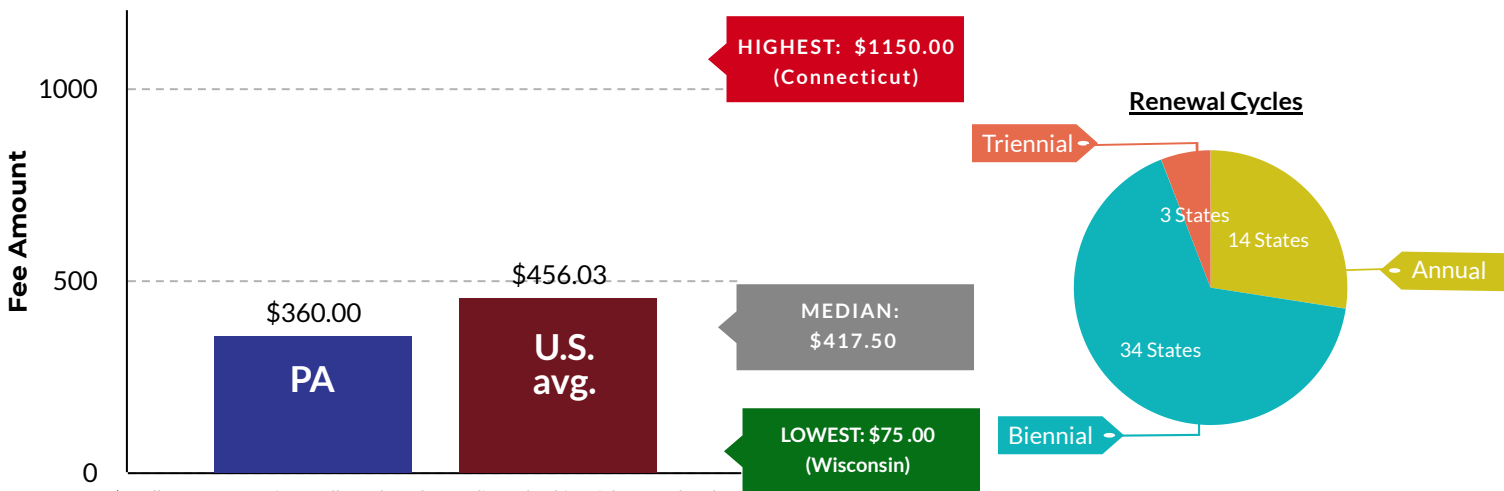 Fee Amount
1000
500
0
$360.00
PA
$456.03
U.S.
avg.
HIGHEST: $1150.00
(Connecticut)
MEDIAN:
$417.50
LOWEST: $75.00
(Wisconsin)
Renewal Cycles
Triennial
3 States
14 States
Annual
34 States
Biennial